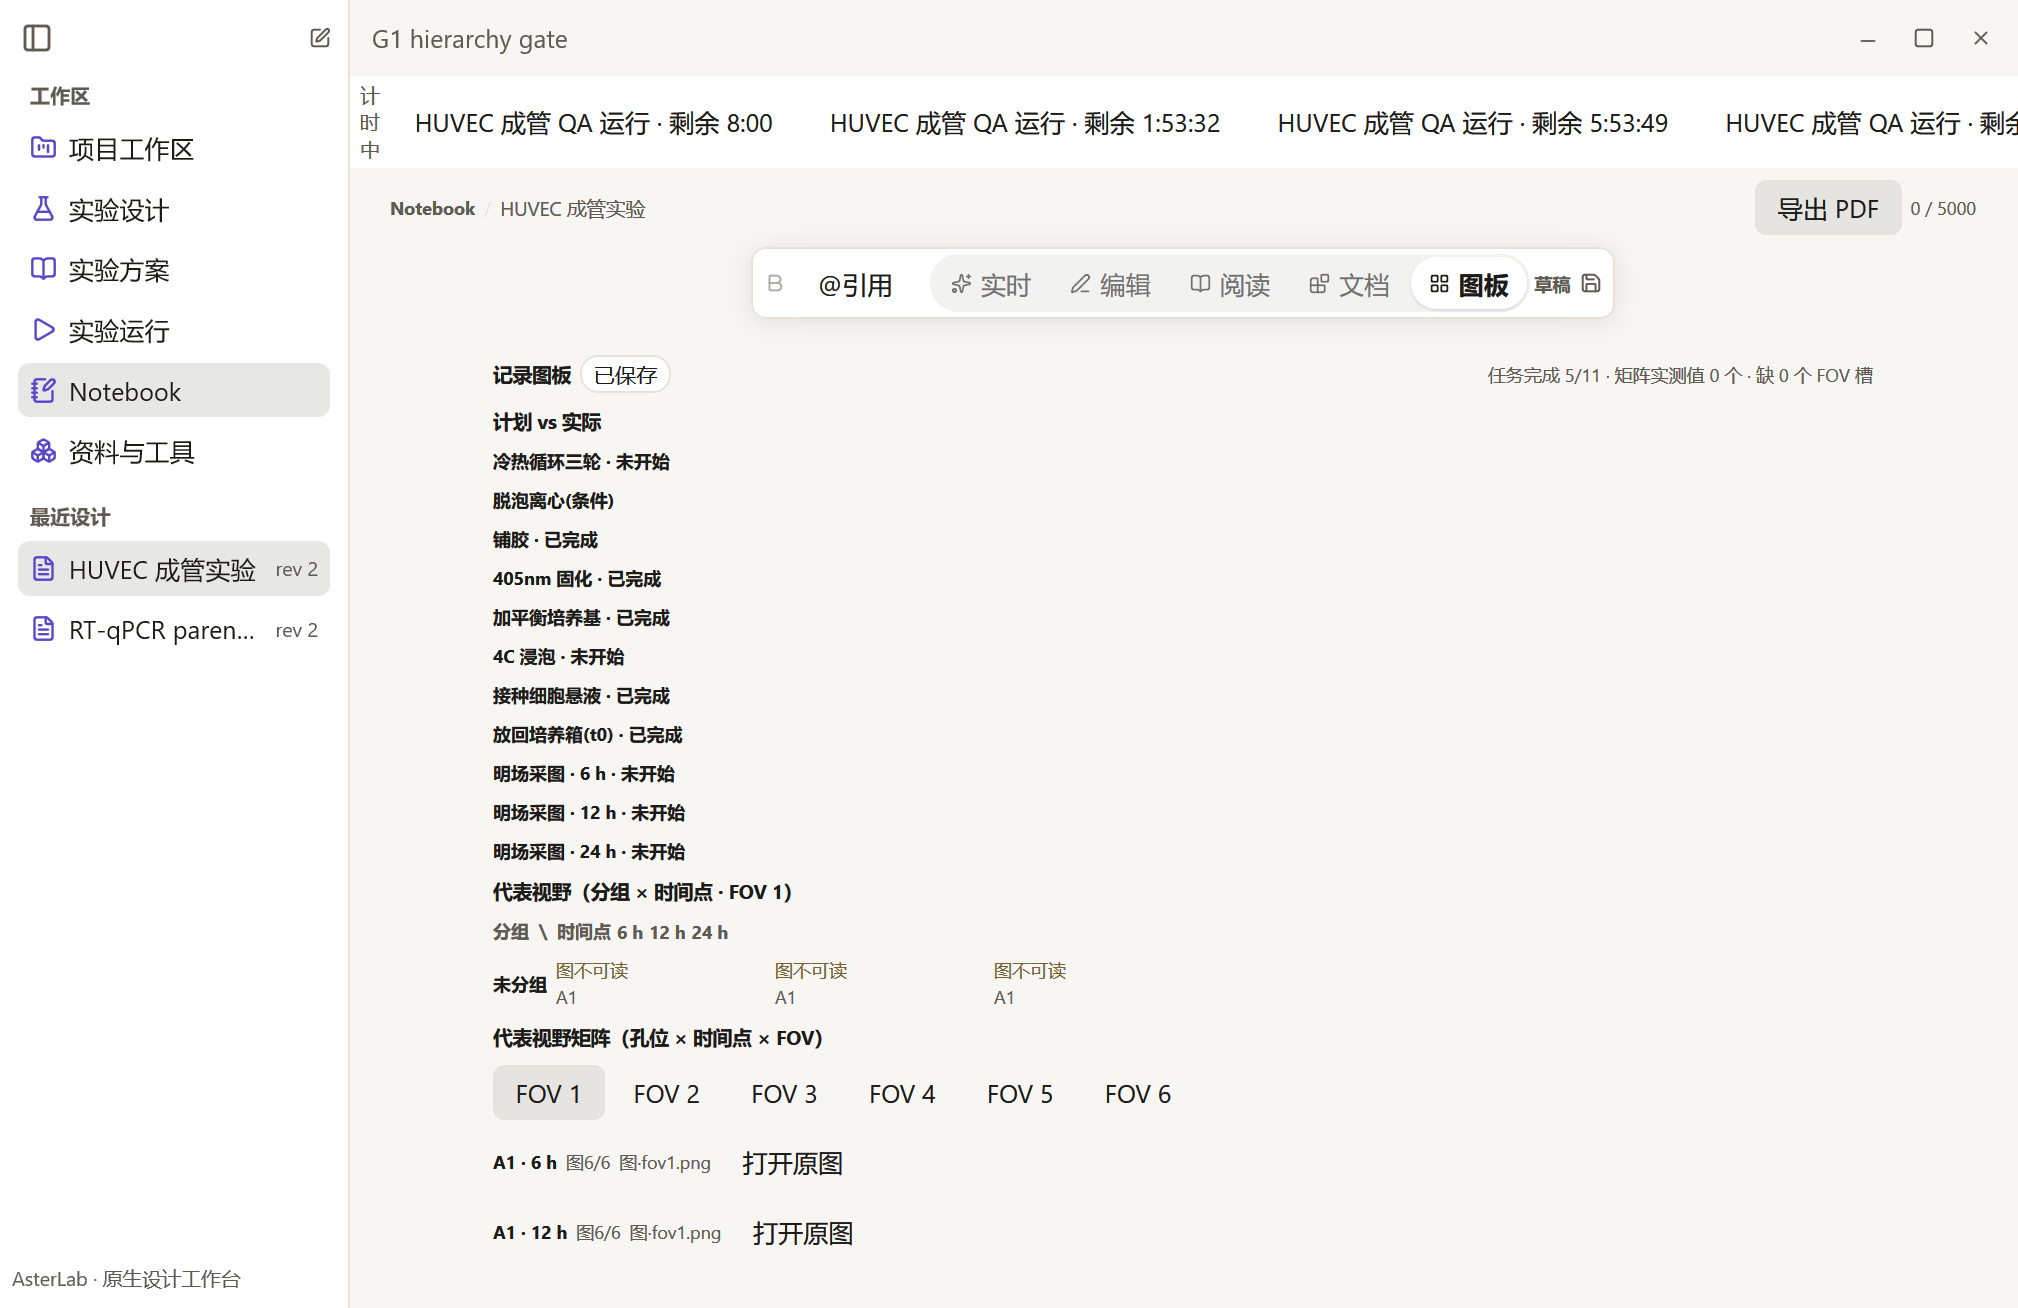 G1 hierarchy gate
工作区
项目工作区
实验设计
实验方案
实验运行
Notebook
资料与工具
最近设计
HUVEC 成管实验 rev 2
RT-qPCR paren... rev 2
AsterLab · 原生设计工作台
计时中
HUVEC 成管 QA 运行 · 剩余 8:00
HUVEC 成管 QA 运行 · 剩余 1:53:32
HUVEC 成管 QA 运行 · 剩余 5:53:49
HUVEC 成管 QA 运行 · 剩余
Notebook / HUVEC 成管实验
导出 PDF 0 / 5000
B @引用 实时 编辑 阅读 文档 图板 草稿
记录图板 已保存
任务完成 5/11 · 矩阵实测值 0 个 · 缺 0 个 FOV 槽
计划 vs 实际
冷热循环三轮 · 未开始
脱泡离心(条件)
铺胶 · 已完成
405nm 固化 · 已完成
加平衡培养基 · 已完成
4C 浸泡 · 未开始
接种细胞悬液 · 已完成
放回培养箱(t0) · 已完成
明场采图 · 6 h · 未开始
明场采图 · 12 h · 未开始
明场采图 · 24 h · 未开始
代表视野（分组 × 时间点 · FOV 1）
分组 \ 时间点 6 h 12 h 24 h
未分组
图不可读 图不可读 图不可读
A1 A1 A1
代表视野矩阵（孔位 × 时间点 × FOV）
FOV 1 FOV 2 FOV 3 FOV 4 FOV 5 FOV 6
A1 · 6 h 图6/6 图·fov1.png 打开原图
A1 · 12 h 图6/6 图·fov1.png 打开原图